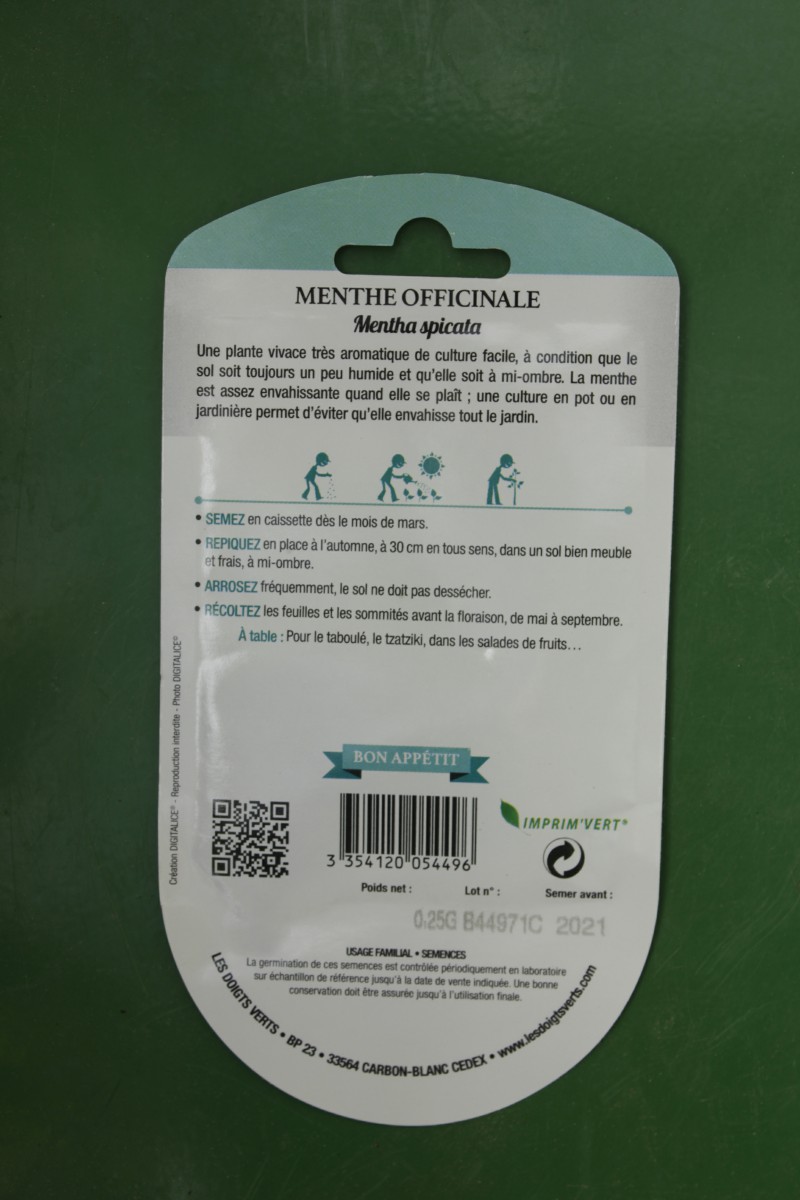 MENTHE OFFICINALE
Mentha spicata
Une plante vivace très aromatique de culture facile, à condition que le
sol soit toujours un peu humide et qu'elle soit à mi-ombre. La menthe
est assez envahissante quand elle se plaît ; une culture en pot ou en
jardinière permet d'éviter qu'elle envahisse tout le jardin.
• SEMEZ en caissette dès le mois de mars.
• REPIQUEZ en place à l'automne, à 30 cm en tous sens, dans un sol bien meuble
et frais, à mi-ombre.
• ARROSEZ fréquemment, le sol ne doit pas dessécher.
• RÉCOLTEZ les feuilles et les sommités avant la floraison, de mai à septembre.
À table : Pour le taboulé, le tzatziki, dans les salades de fruits...
Création DIGITALICE® - Reproduction interdite - Photo DIGITALICE®
BON APPÉTIT
IMPRIM'VERT®
3 354120 054496
Poids net : Lot n° : Semer avant :
0,25G B44971C 2021
USAGE FAMILIAL • SEMENCES
La germination de ces semences est contrôlée périodiquement en laboratoire
sur échantillon de référence jusqu'à la date de vente indiquée. Une bonne
conservation doit être assurée jusqu'à l'utilisation finale.
LES DOIGTS VERTS • BP 23 • 33564 CARBON-BLANC CEDEX • www.lesdoigtsverts.com